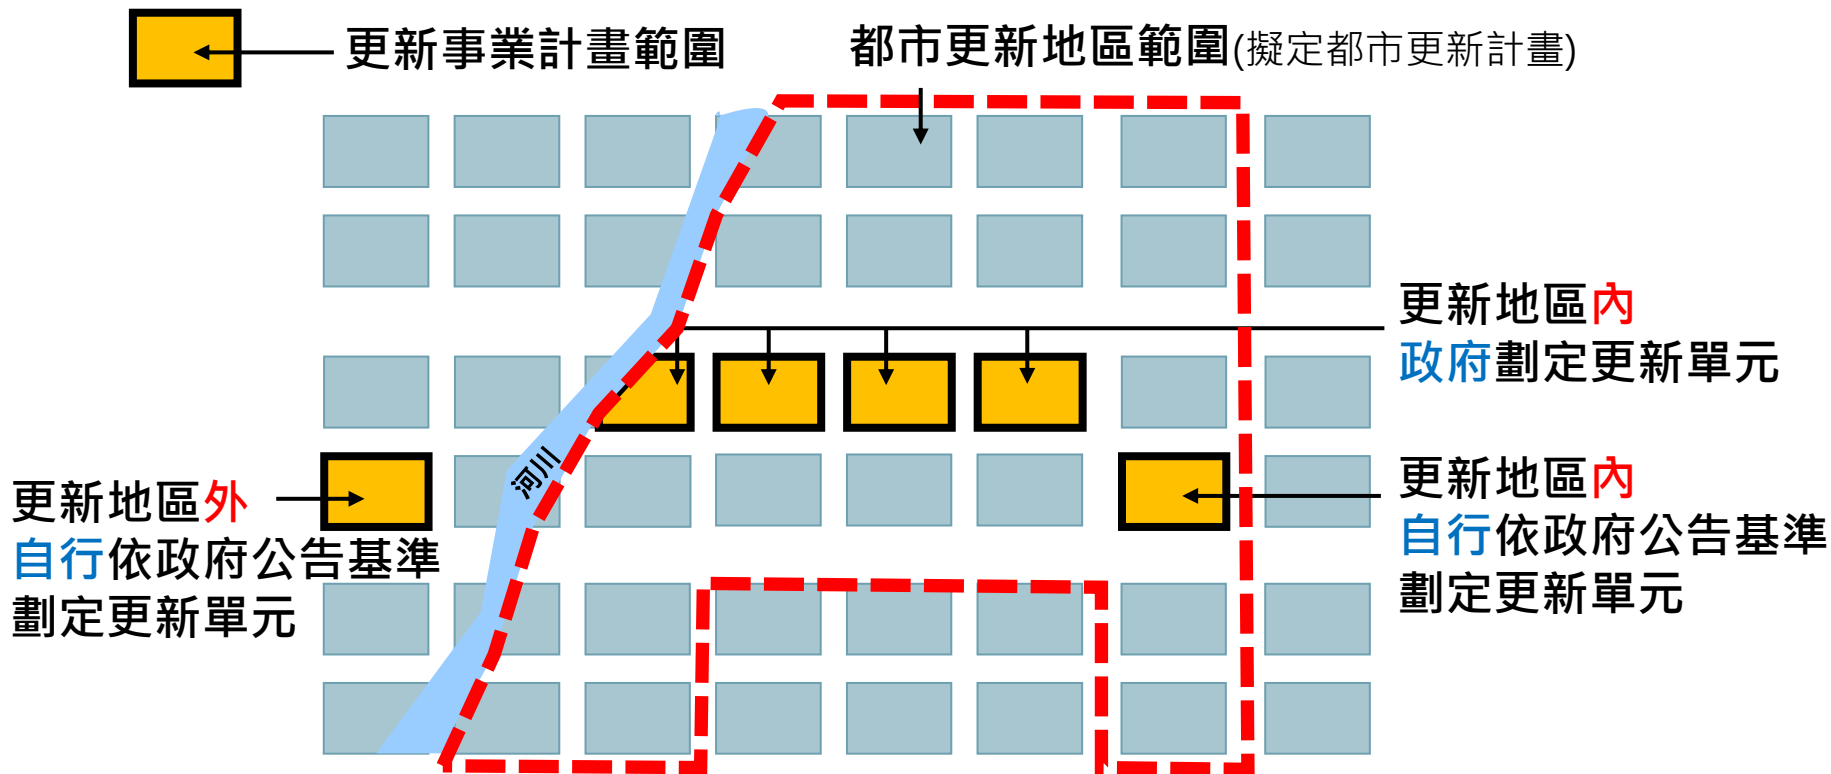 更新事業計畫範圍
都市更新地區範圍(擬定都市更新計畫)
更新地區內
政府劃定更新單元
河川
更新地區外
自行依政府公告基準
劃定更新單元
更新地區內
自行依政府公告基準
劃定更新單元